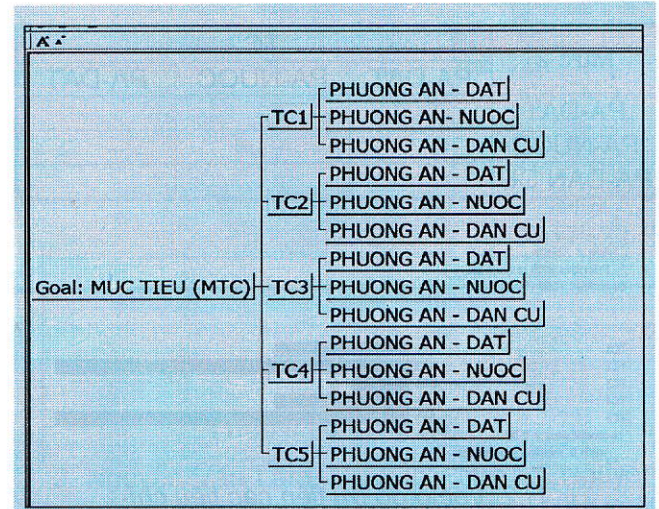 PHUONG AN - DAT
TC1 PHUONG AN- NUOC
PHUONG AN - DAN CU
PHUONG AN - DAT
TC2 PHUONG AN - NUOC
PHUONG AN - DAN CU
PHUONG AN - DAT
Goal: MUC TIEU (MTC) TC3 PHUONG AN - NUOC
PHUONG AN - DAN CU
PHUONG AN - DAT
TC4 PHUONG AN - NUOC
PHUONG AN - DAN CU
PHUONG AN - DAT
TC5 PHUONG AN - NUOC
PHUONG AN - DAN CU